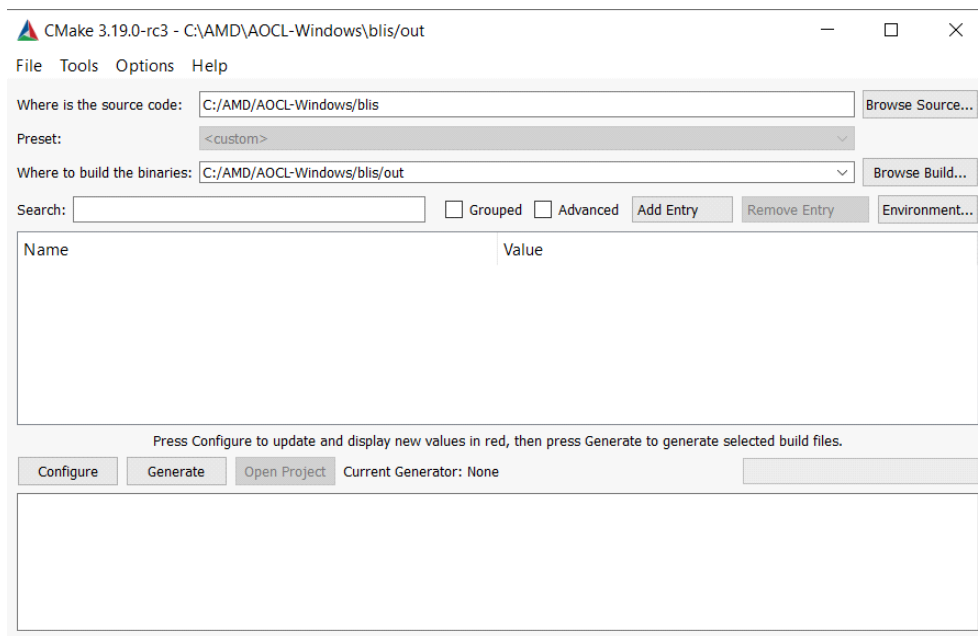 CMake 3.19.0-rc3 - C:\AMD\AOCL-Windows\blis/out
File Tools Options Help
Where is the source code: C:/AMD/AOCL-Windows/blis Browse Source...
Preset: <custom>
Where to build the binaries: C:/AMD/AOCL-Windows/blis/out Browse Build...
Search: Grouped Advanced Add Entry Remove Entry Environment...
Name Value
Press Configure to update and display new values in red, then press Generate to generate selected build files.
Configure Generate Open Project Current Generator: None